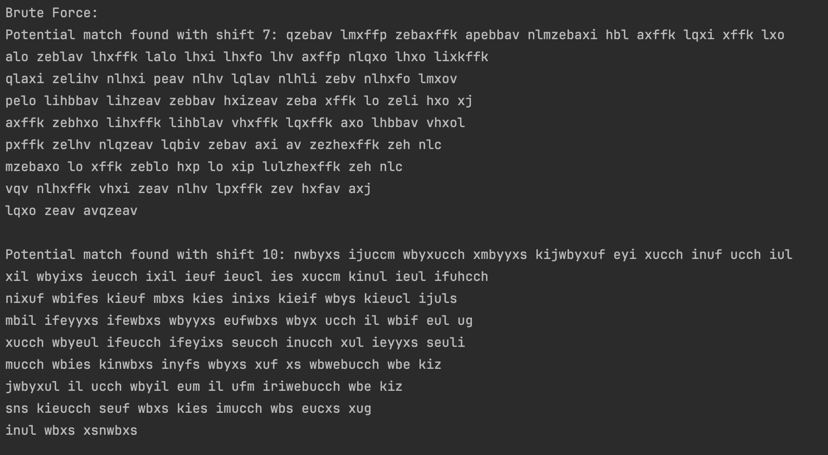 Brute Force:
Potential match found with shift 7: qzebav lmxffp zebaxffk apebbav nlmzebaxi hbl axffk lqxi xffk lxo
alo zeblav lhxffk lalo lhxi lhxfo lhv axffp nlqxo lhxo lixkffk
qlaxi zelihv nlhxi peav nlhv lqlav nlhli zebv nlhxfo lmxov
pelo lihbbav lihzeav zebbav hxizeav zeba xffk lo zeli hxo xj
axffk zebhxo lihxffk lihblav vhxffk lqxffk axo lhbbav vhxol
pxffk zelhv nlqzeav lqbiv zebav axi av zezhexffk zeh nlc
mzebaxo lo xffk zeblo hxp lo xip lulzhexffk zeh nlc
vqv nlhxffk vhxi zeav nlhv lpxffk zev hxfav axj
lqxo zeav avqzeav
Potential match found with shift 10: nwbyxs ijuccm wbyxucch xmbyyxs kijwbyxuf eyi xucch inuf ucch iul
xil wbyixs ieucch ixil ieuf ieucl ies xuccm kinul ieul ifuhcch
nixuf wbifes kieuf mbxs kies inixs kieif wbys kieucl ijuls
mbil ifeyyxs ifewbxs wbyyxs eufwbxs wbyx ucch il wbif eul ug
xucch wbyeul ifeucch ifeyixs seucch inucch xul ieyyxs seuli
mucch wbies kinwbxs inyfs wbyxs xuf xs wbwebucch wbe kiz
jwbyxul il ucch wbyil eum il ufm iriwebucch wbe kiz
sns kieucch seuf wbxs kies imucch wbs eucxs xug
inul wbxs xsnwbxs